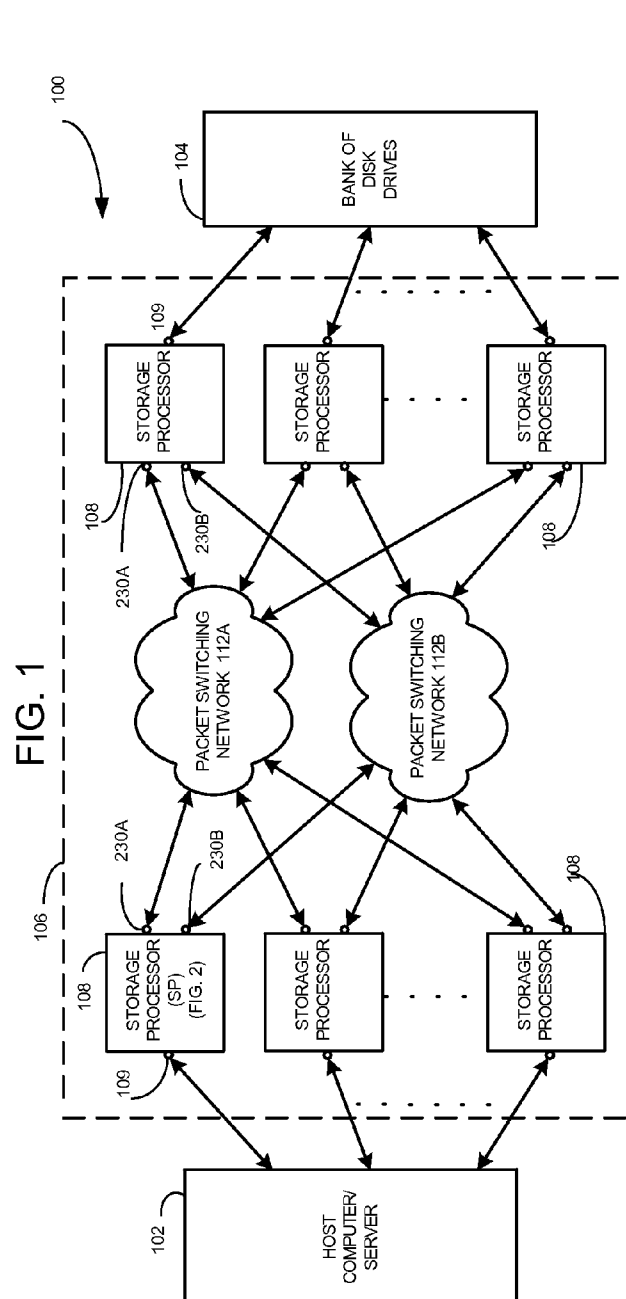 FIG. 1
100
106
102
HOST
COMPUTER/
SERVER
109
108
STORAGE
PROCESSOR
(SP)
(FIG. 2)
230A
230B
STORAGE
PROCESSOR
STORAGE
PROCESSOR
108
PACKET SWITCHING
NETWORK 112A
PACKET SWITCHING
NETWORK 112B
230A
230B
108
STORAGE
PROCESSOR
109
STORAGE
PROCESSOR
STORAGE
PROCESSOR
108
104
BANK OF
DISK
DRIVES